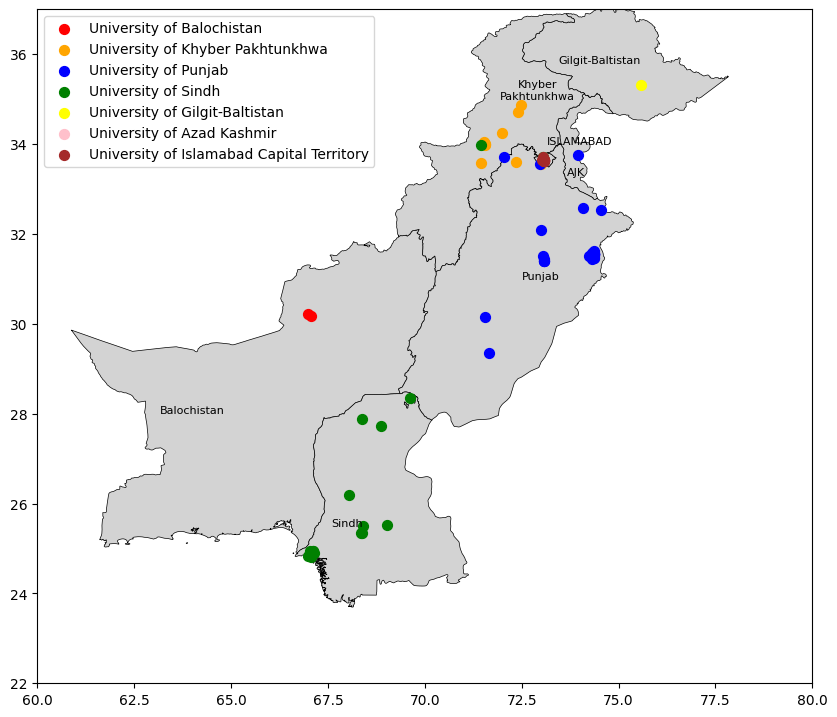 36
34
32
30
28
26
24
22
University of Balochistan
University of Khyber Pakhtunkhwa
University of Punjab
University of Sindh
University of Gilgit-Baltistan
University of Azad Kashmir
University of Islamabad Capital Territory
Gilgit-Baltistan
Khyber
Pakhtunkhwa
ISLAMABAD
AJK
Punjab
Balochistan
Sindh
60.0 62.5 65.0 67.5 70.0 72.5 75.0 77.5 80.0